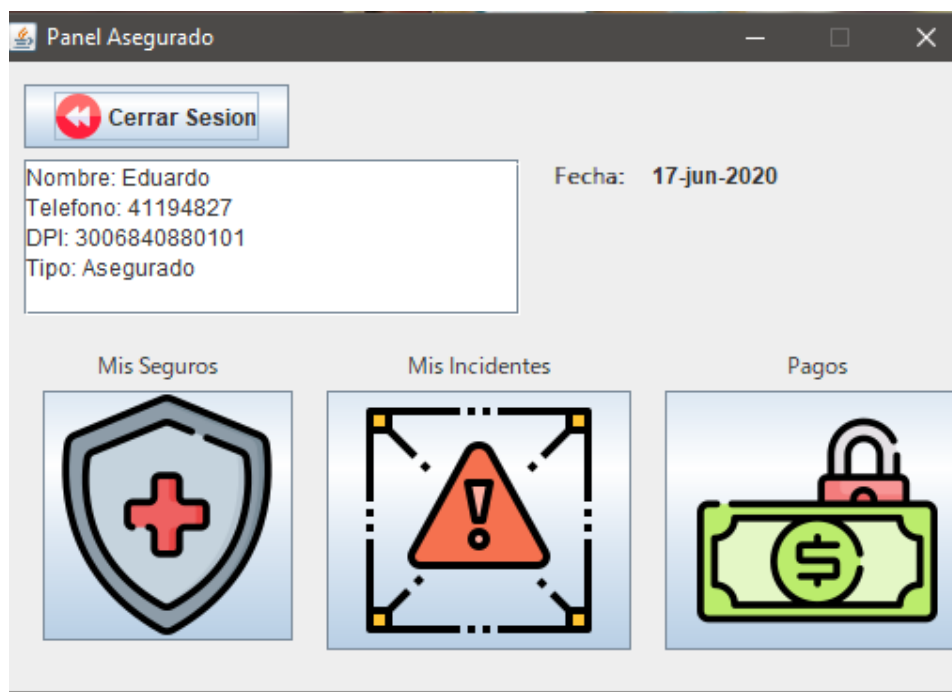 Panel Asegurado
Cerrar Sesion
Nombre: Eduardo
Telefono: 41194827
DPI: 3006840880101
Tipo: Asegurado
Fecha: 17-jun-2020
Mis Seguros
Mis Incidentes
Pagos